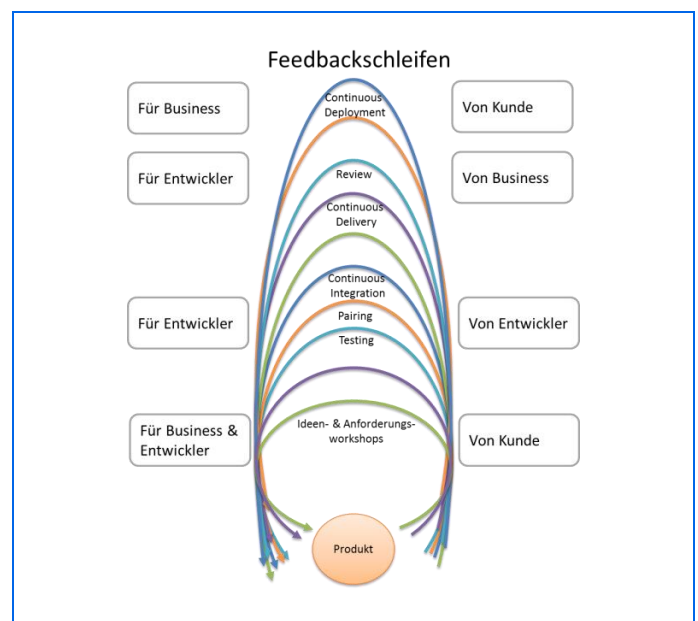 Feedbackschleifen
Für Business
Continuous
Deployment
Von Kunde
Für Entwickler
Review
Von Business
Continuous
Delivery
Continuous
Integration
Für Entwickler
Pairing
Von Entwickler
Testing
Für Business &
Entwickler
Ideen- & Anforderungs-
workshops
Von Kunde
Produkt